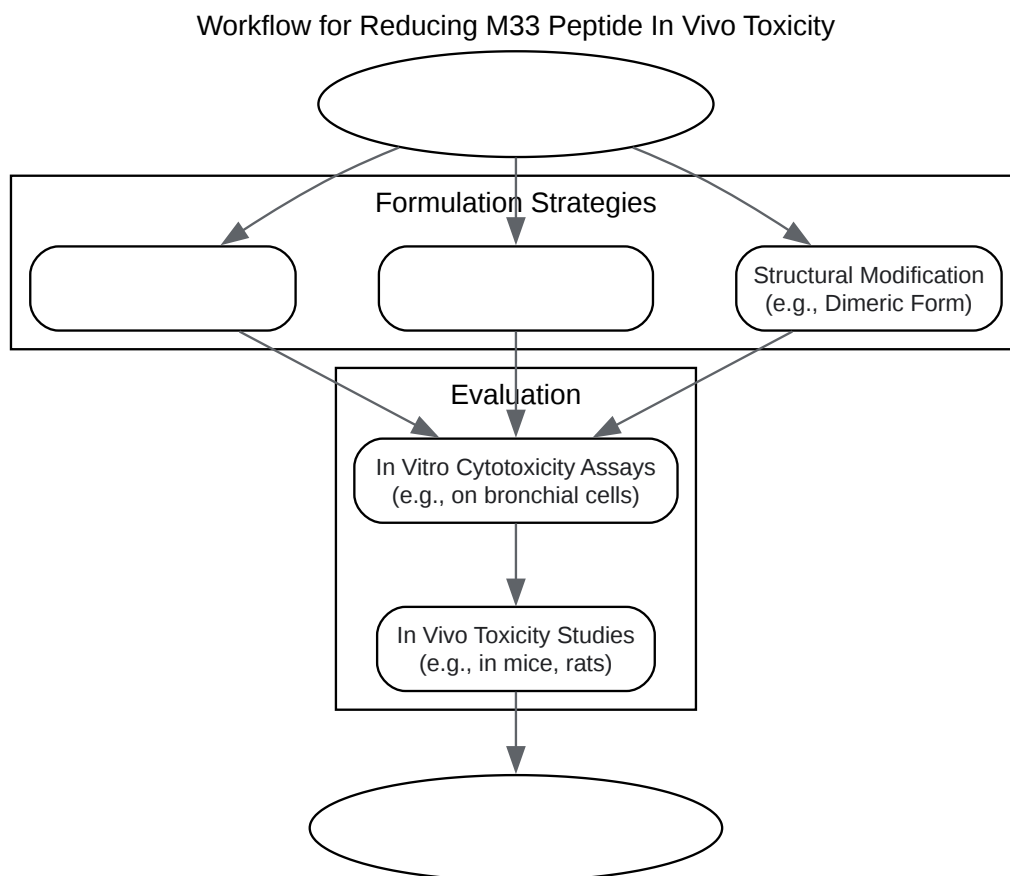 Workflow for Reducing M33 Peptide In Vivo Toxicity
Formulation Strategies
Structural Modification
(e.g., Dimeric Form)
Evaluation
In Vitro Cytotoxicity Assays
(e.g., on bronchial cells)
In Vivo Toxicity Studies
(e.g., in mice, rats)